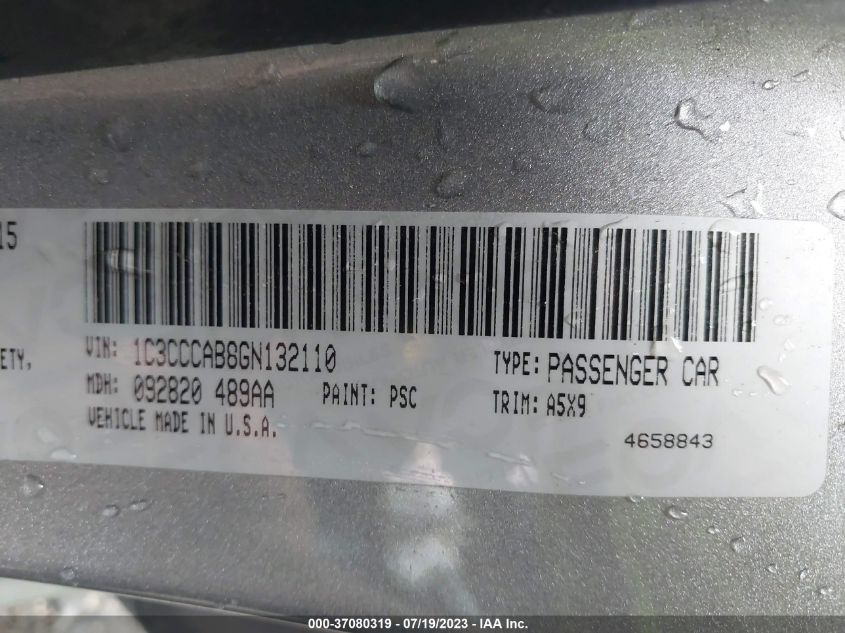 15
ETY,
VIN: 1C3CCCAB8GN132110
TYPE: PASSENGER CAR
MDH: 092820 489AA
PAINT: PSC
TRIM: A5X9
VEHICLE MADE IN U.S.A.
4658843
000-37080319 - 07/19/2023 - IAA Inc.